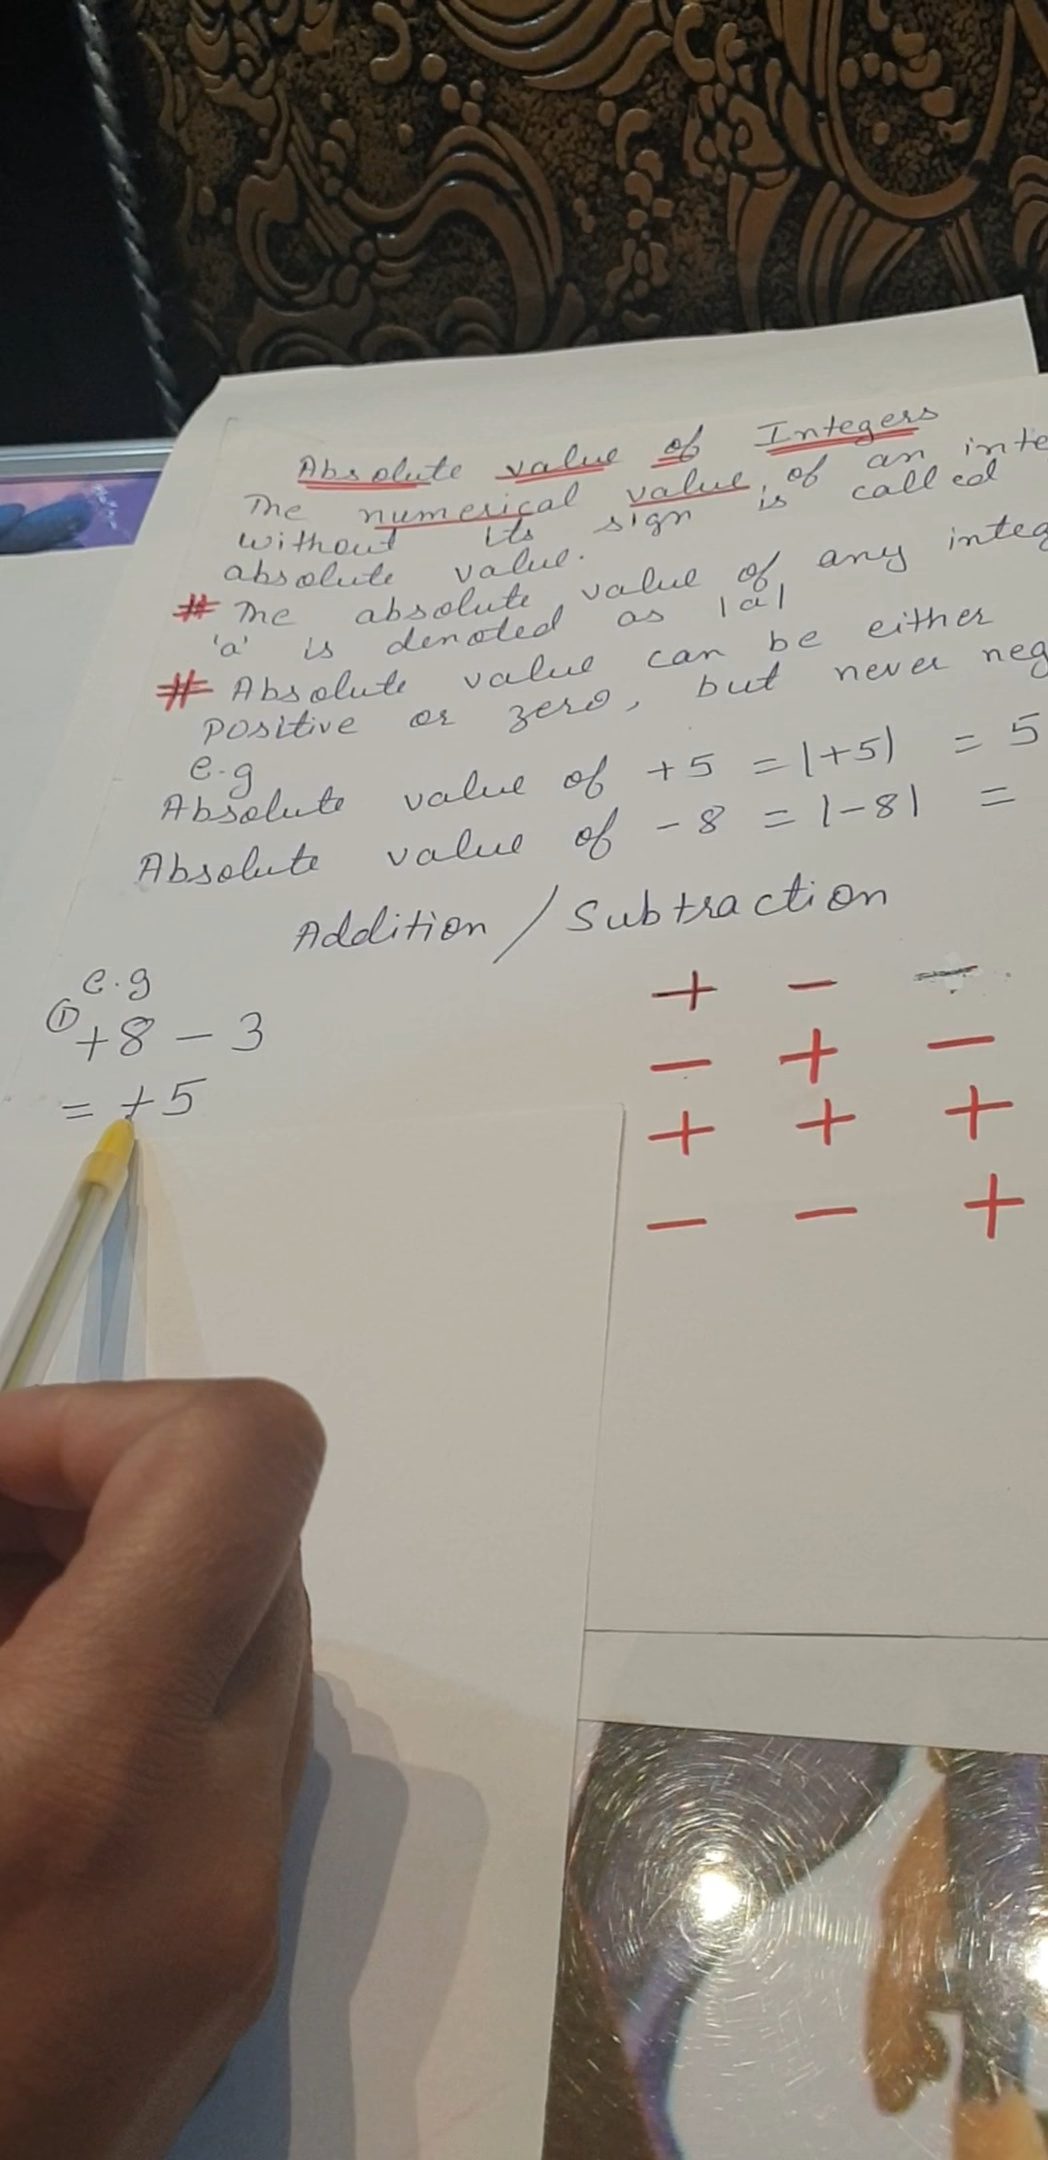 Absolute value of Integers
The numerical value of an inte
without its sign is called
absolute value.
# The absolute value of any integ
'a' is denoted as |a|
# Absolute value can be either
positive or zero, but never neg
e.g
Absolute value of +5 = |+5| = 5
Absolute value of -8 = |-8| =
Addition / Subtraction
e.g
① +8 - 3
= +5
+ - -
- + -
+ + +
- - +